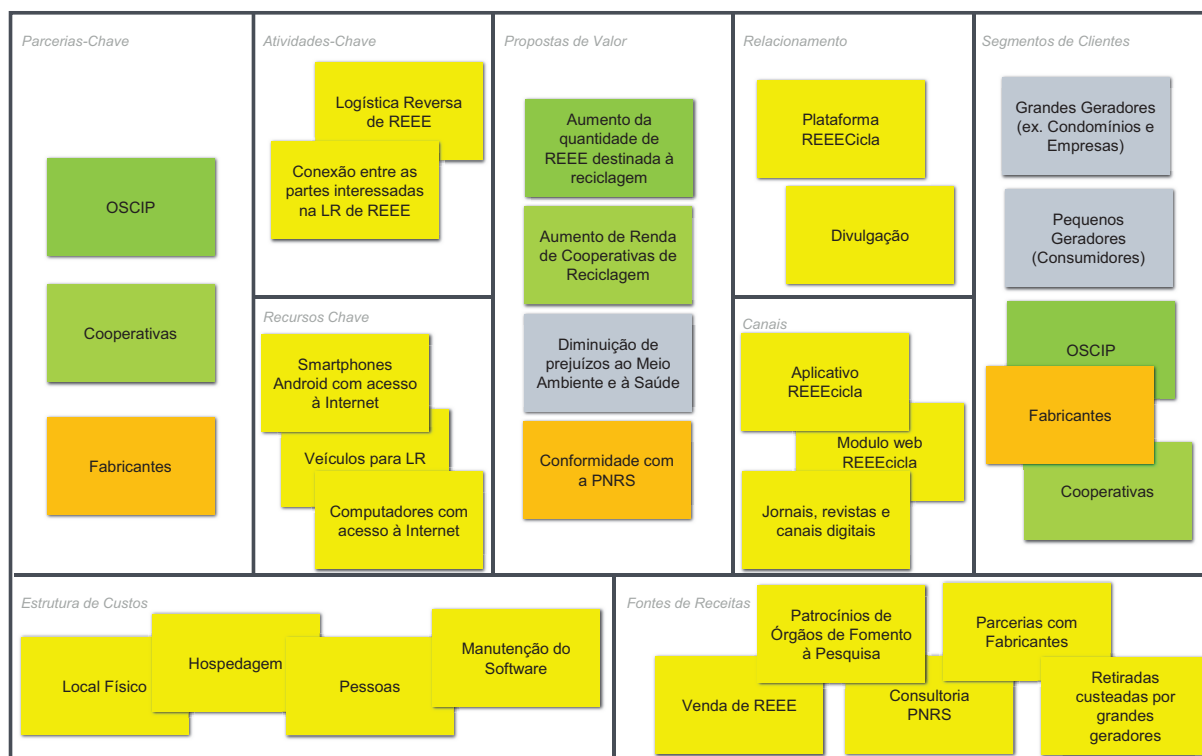 Parcerias-Chave
OSCIP
Cooperativas
Fabricantes
Atividades-Chave
Logística Reversa
de REEE
Conexão entre as
partes interessadas
na LR de REEE
Recursos Chave
Smartphones
Android com acesso
à Internet
Veículos para LR
Computadores com
acesso à Internet
Propostas de Valor
Aumento da
quantidade de
REEE destinada à
reciclagem
Aumento de Renda
de Cooperativas de
Reciclagem
Diminuição de
prejuízos ao Meio
Ambiente e à Saúde
Conformidade com
a PNRS
Relacionamento
Plataforma
REEECicla
Divulgação
Canais
Aplicativo
REEEcicla
Modulo web
REEEcicla
Jornais, revistas e
canais digitais
Segmentos de Clientes
Grandes Geradores
(ex. Condomínios e
Empresas)
Pequenos
Geradores
(Consumidores)
OSCIP
Fabricantes
Cooperativas
Estrutura de Custos
Local Físico
Hospedagem
Pessoas
Manutenção do
Software
Fontes de Receitas
Venda de REEE
Patrocínios de
Órgãos de Fomento
à Pesquisa
Consultoria
PNRS
Parcerias com
Fabricantes
Retiradas
custeadas por
grandes
geradores